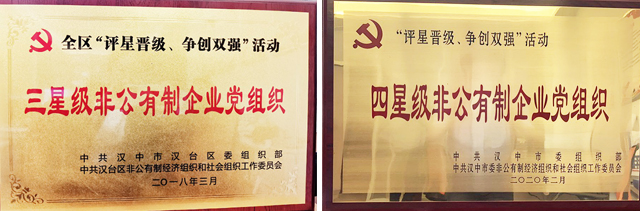 全区“评星晋级、争创双强”活动
三星级非公有制企业党组织
中共汉中市汉台区委组织部
中共汉台区非公有制经济组织和社会组织工作委员会
二〇一八年三月
“评星晋级、争创双强”活动
四星级非公有制企业党组织
中共汉中市委组织部
中共汉中市委非公有制经济组织和社会组织工作委员会
二〇二〇年二月